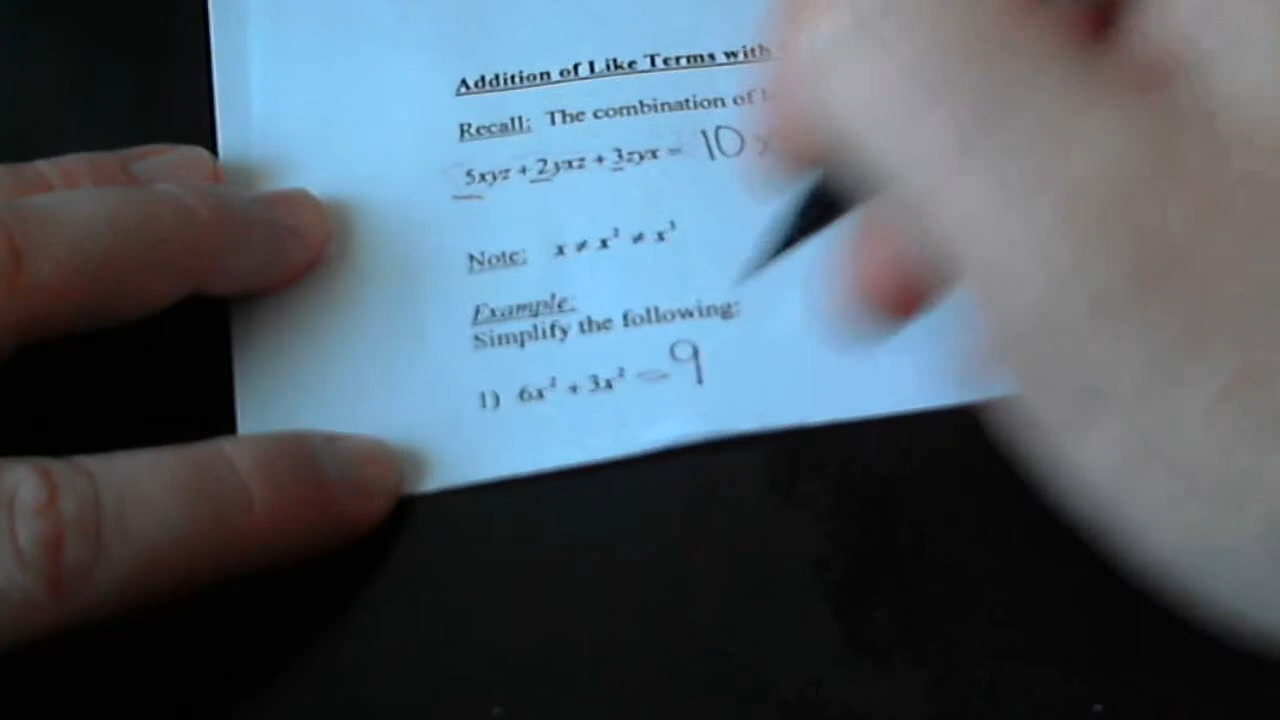 Addition of Like Terms with
Recall: The combination of
5xyz + 2yxz + 3zyx = 10
Note: x ≠ x² ≠ x³
Example:
Simplify the following:
1) 6x² + 3x² = 9